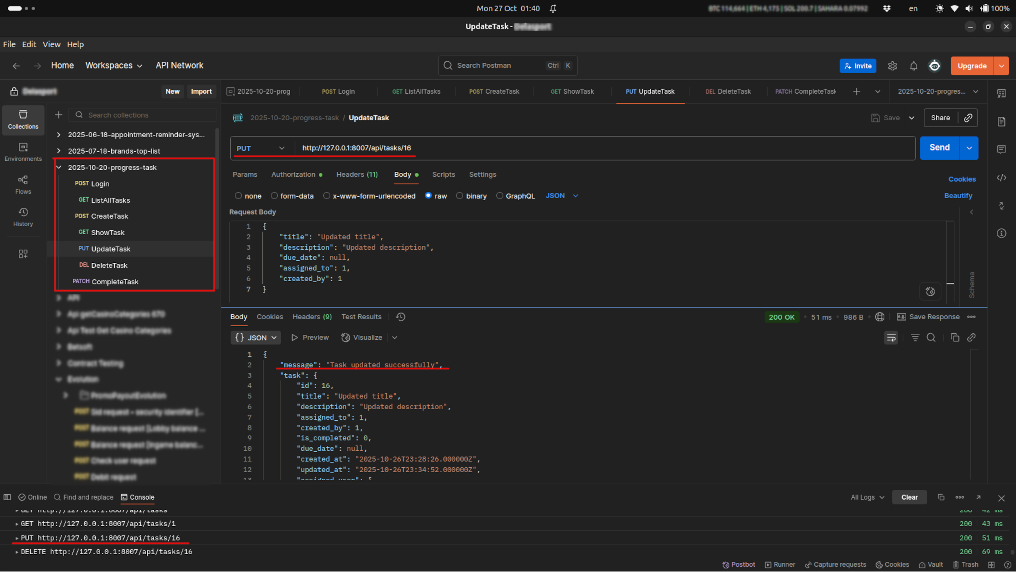 Mon 27 Oct 01:40
en
100%
UpdateTask -
File Edit View Help
Home Workspaces API Network
Search Postman Ctrl K
Invite
Upgrade
New Import
2025-10-20-prog POST Login GET ListAllTasks POST CreateTask GET ShowTask PUT UpdateTask DEL DeleteTask PATCH CompleteTask 2025-10-20-progress...
Collections
Environments
Flows
History
Search collections
2025-06-18-appointment-reminder-sys...
2025-07-18-brands-top-list
2025-10-20-progress-task
POST Login
GET ListAllTasks
POST CreateTask
GET ShowTask
PUT UpdateTask
DEL DeleteTask
PATCH CompleteTask
2025-10-20-progress-task / UpdateTask
Save Share
PUT http://127.0.0.1:8007/api/tasks/16 Send
Params Authorization Headers (11) Body Scripts Settings Cookies
none form-data x-www-form-urlencoded raw binary GraphQL JSON Beautify
Request Body
1 {
2 "title": "Updated title",
3 "description": "Updated description",
4 "due_date": null,
5 "assigned_to": 1,
6 "created_by": 1
7 }
Schema
Body Cookies Headers (9) Test Results 200 OK 51 ms 986 B Save Response
{} JSON Preview Visualize
1 {
2 "message": "Task updated successfully",
3 "task": {
4 "id": 16,
5 "title": "Updated title",
6 "description": "Updated description",
7 "assigned_to": 1,
8 "created_by": 1,
9 "is_completed": 0,
10 "due_date": null,
11 "created_at": "2025-10-26T23:28:26.000000Z",
12 "updated_at": "2025-10-26T23:34:52.000000Z",
Online Find and replace Console All Logs Clear
GET http://127.0.0.1:8007/api/tasks 200 42 ms
GET http://127.0.0.1:8007/api/tasks/1 200 43 ms
PUT http://127.0.0.1:8007/api/tasks/16 200 51 ms
DELETE http://127.0.0.1:8007/api/tasks/16 200 69 ms
Postbot Runner Capture requests Cookies Vault Trash